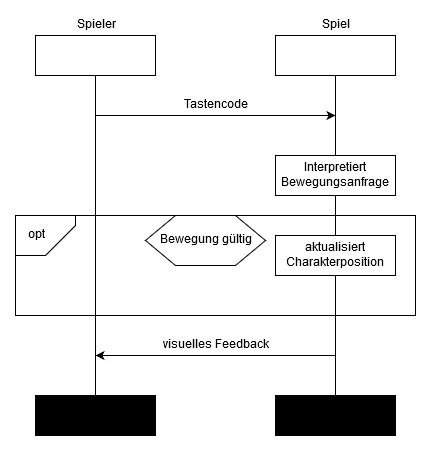 Spieler
Spiel
Tastencode
Interpretiert
Bewegungsanfrage
opt
Bewegung gültig
aktualisiert
Charakterposition
visuelles Feedback